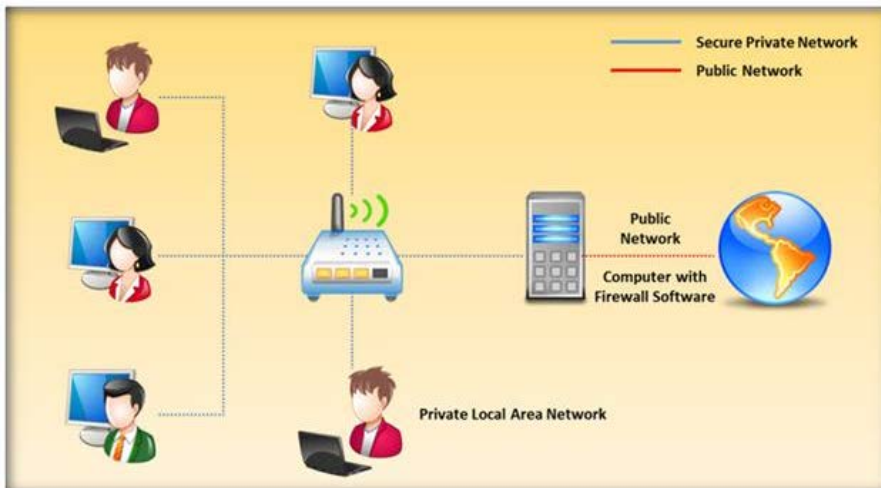 Secure Private Network
Public Network
Public
Network
Computer with
Firewall Software
Private Local Area Network